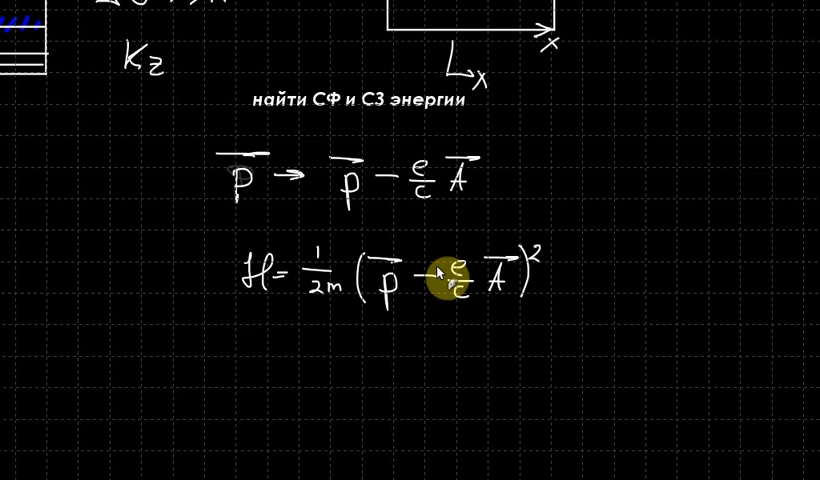 x
K_z
L_x
найти СФ и СЗ энергии
p⃗ → p⃗ − e/c A⃗
ℋ = 1/2m (p⃗ − e/c A⃗)²